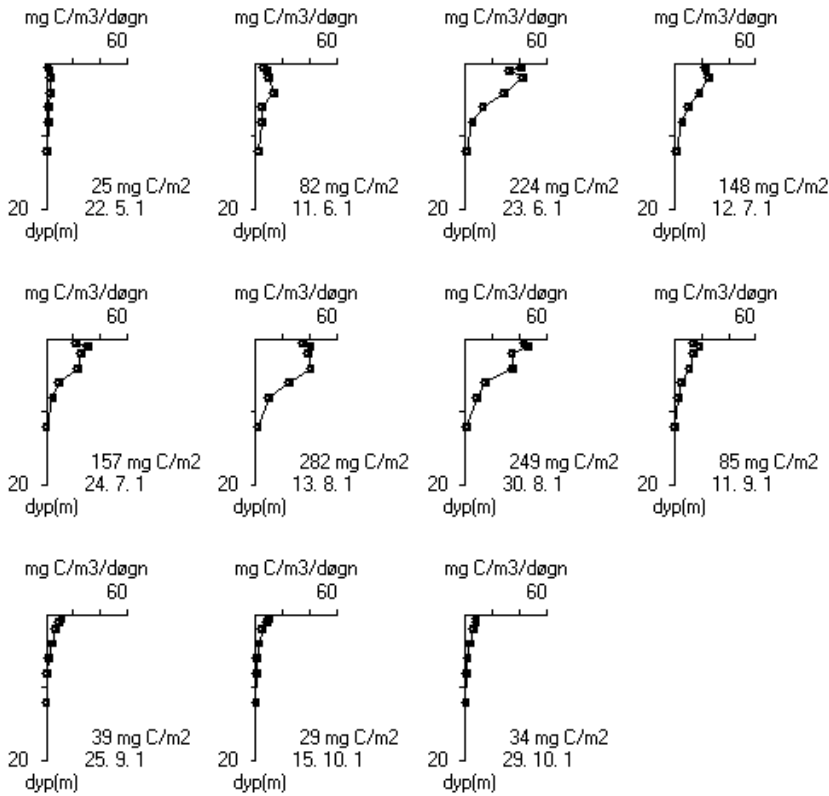 mg C/m3/døgn
60
25 mg C/m2
20 22. 5. 1
dyp(m)
mg C/m3/døgn
60
82 mg C/m2
20 11. 6. 1
dyp(m)
mg C/m3/døgn
60
224 mg C/m2
20 23. 6. 1
dyp(m)
mg C/m3/døgn
60
148 mg C/m2
20 12. 7. 1
dyp(m)
mg C/m3/døgn
60
157 mg C/m2
20 24. 7. 1
dyp(m)
mg C/m3/døgn
60
282 mg C/m2
20 13. 8. 1
dyp(m)
mg C/m3/døgn
60
249 mg C/m2
20 30. 8. 1
dyp(m)
mg C/m3/døgn
60
85 mg C/m2
20 11. 9. 1
dyp(m)
mg C/m3/døgn
60
39 mg C/m2
20 25. 9. 1
dyp(m)
mg C/m3/døgn
60
29 mg C/m2
20 15. 10. 1
dyp(m)
mg C/m3/døgn
60
34 mg C/m2
20 29. 10. 1
dyp(m)